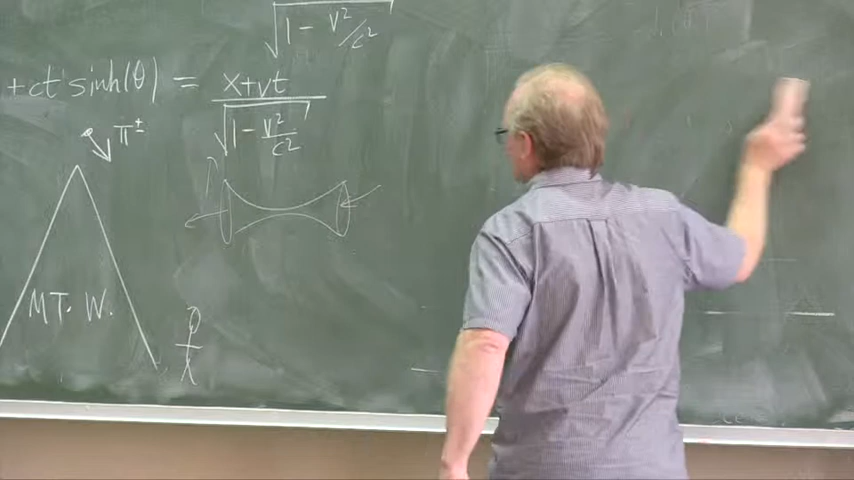 √1 - v²/c²
+ct'sinh(θ) = x+vt / √1 - v²/c²
π±
MT. W.